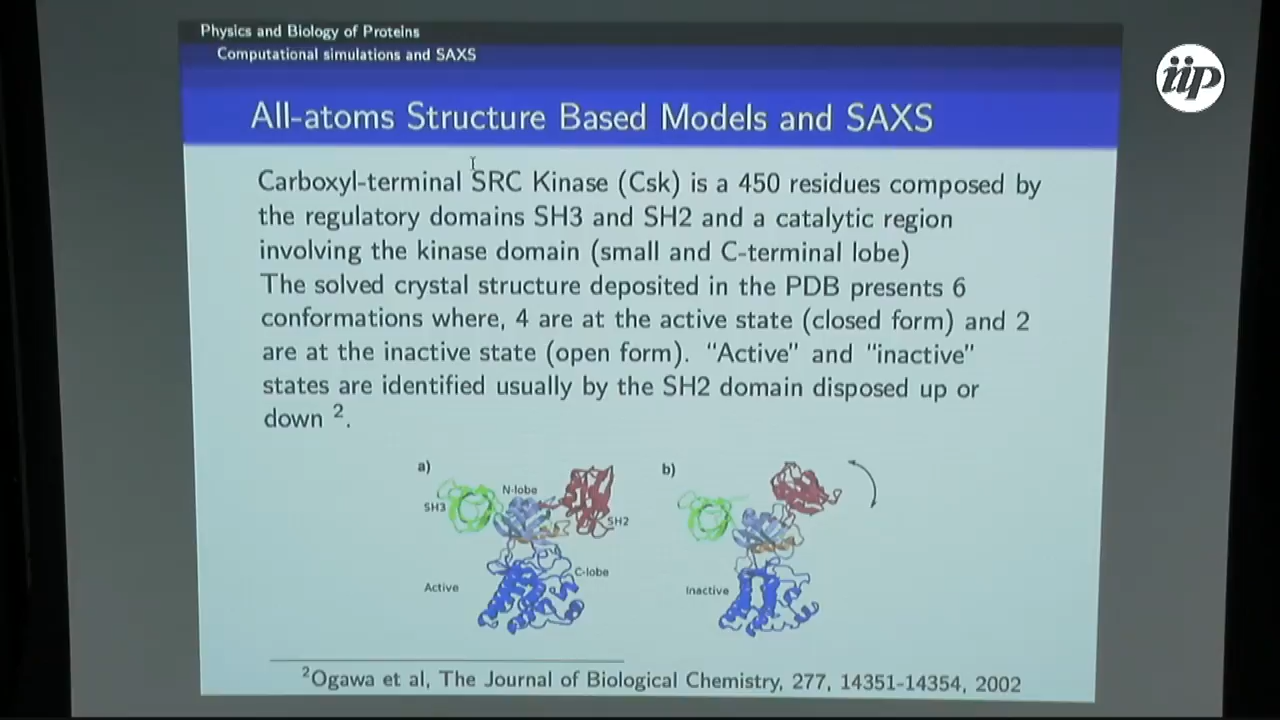 Physics and Biology of Proteins
Computational simulations and SAXS
iip
All-atoms Structure Based Models and SAXS
Carboxyl-terminal SRC Kinase (Csk) is a 450 residues composed by
the regulatory domains SH3 and SH2 and a catalytic region
involving the kinase domain (small and C-terminal lobe)
The solved crystal structure deposited in the PDB presents 6
conformations where, 4 are at the active state (closed form) and 2
are at the inactive state (open form). “Active” and “inactive”
states are identified usually by the SH2 domain disposed up or
down ².
a)
N-lobe
SH3
SH2
C-lobe
Active
b)
Inactive
²Ogawa et al, The Journal of Biological Chemistry, 277, 14351-14354, 2002